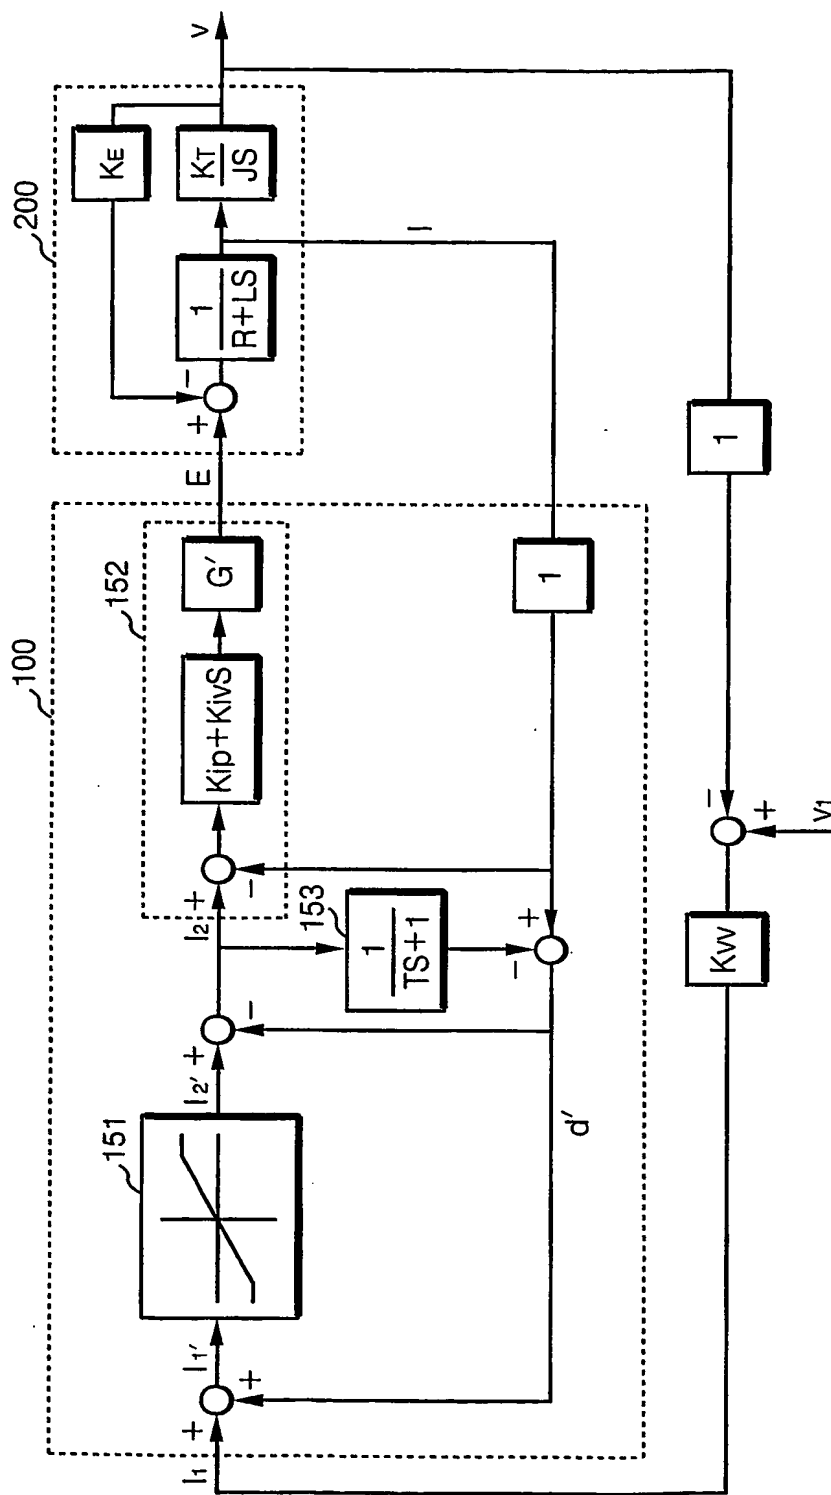 100
200
151
152
153
I1
+
+
I1'
I2'
+
−
I2
+
−
Kip+KivS
G'
E
+
−
1
R+LS
KT
JS
KE
V
I
1
TS+1
−
+
1
d'
1
−
+
V1
Kvv